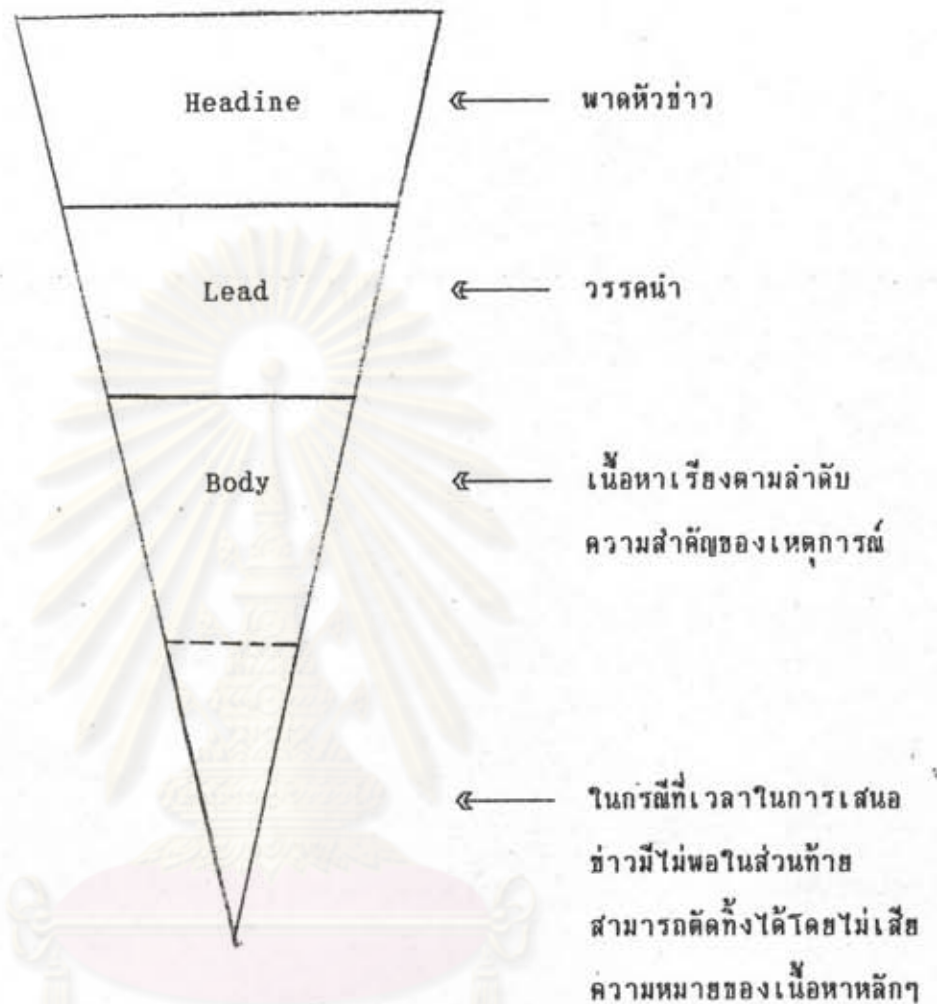 Headine
พาดหัวข่าว
Lead
วรรคนำ
Body
เนื้อหาเรียงตามลำดับ
ความสำคัญของเหตุการณ์
ในกรณีที่เวลาในการเสนอ
ข่าวมีไม่พอในส่วนท้าย
สามารถตัดทิ้งได้โดยไม่เสีย
ความหมายของเนื้อหาหลักๆ